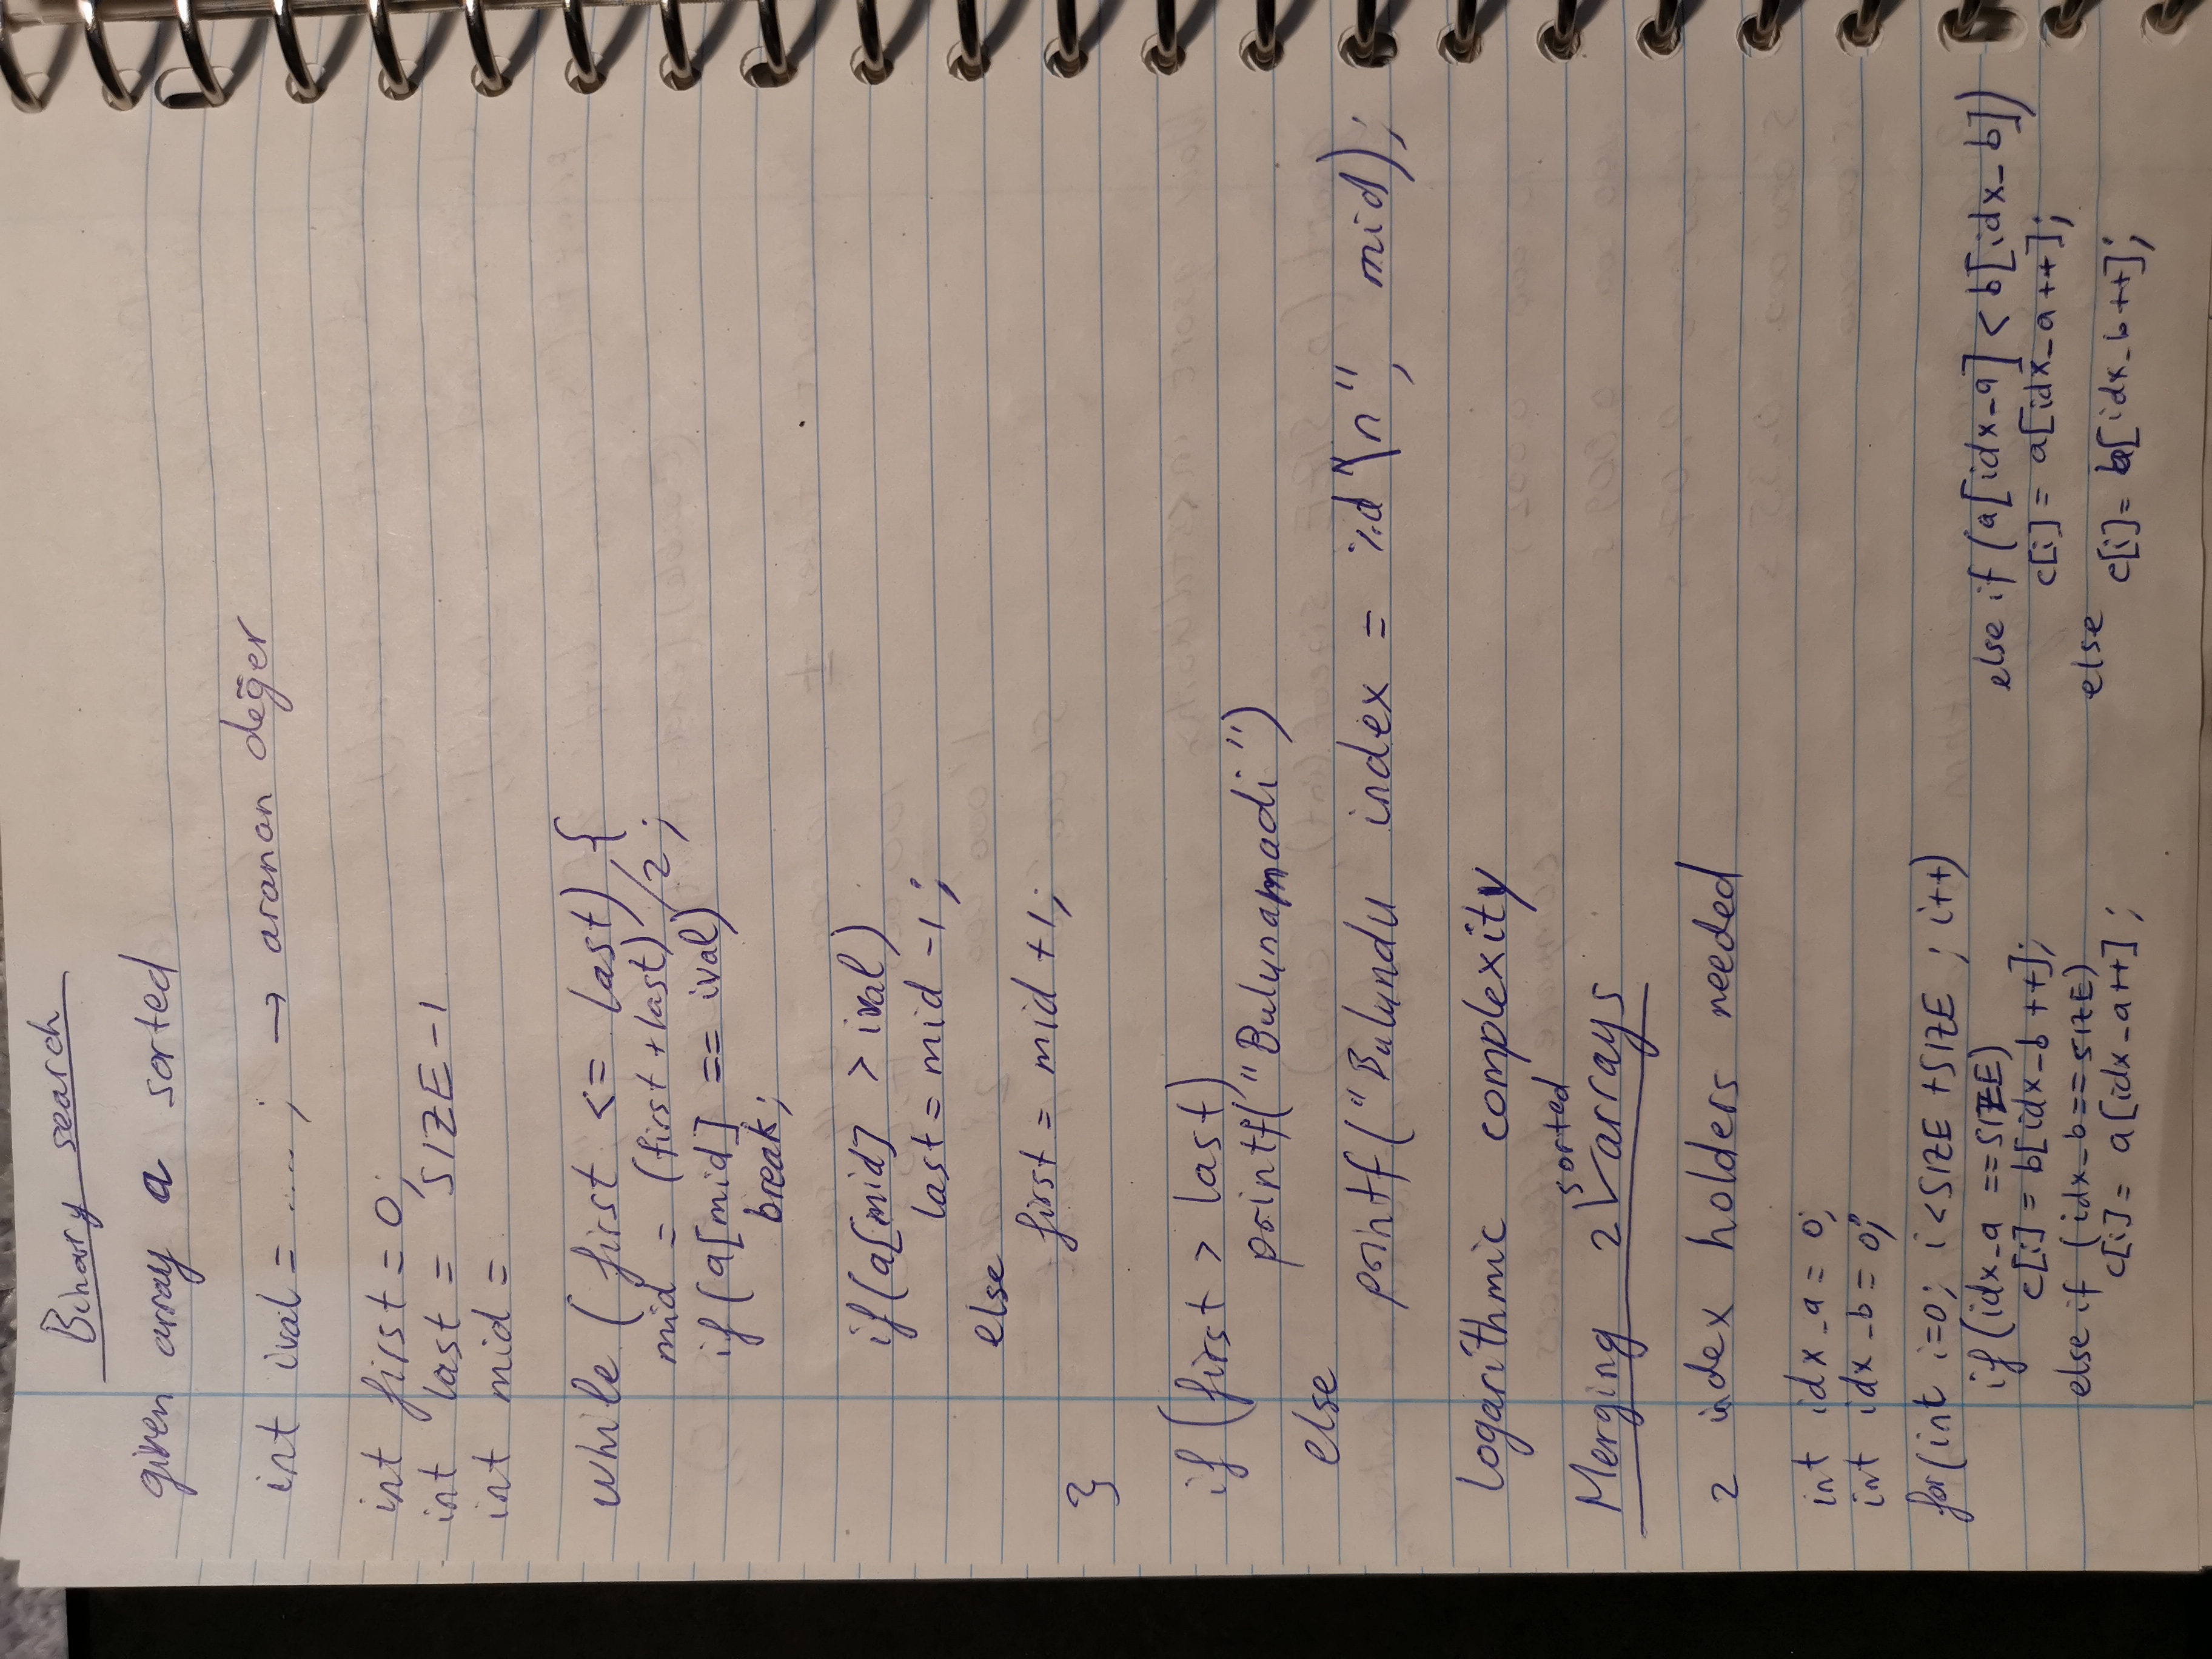 Binary search
given array a sorted
int ival = ..... ; → aranan değer
int first = 0;
int last = SIZE-1
int mid =
while (first <= last) {
mid = (first+last)/2;
if(a[mid] == ival)
break;
if(a[mid] > ival)
last = mid -1;
else
first = mid +1;
}
if (first > last)
printf("Bulunamadi")
else
printf("Bulundu index = %d"\n", mid);
Logarithmic complexity
Merging 2 sorted arrays
2 index holders needed
int idx_a = 0;
int idx_b = 0;
for(int i=0; i<SIZE+SIZE ; i++)
if(idx_a ==SIZE)
c[i] = b[idx_b++];
else if (idx_b==SIZE)
c[i] = a[idx_a++];
else if (a[idx_a] < b[idx_b])
c[i] = a[idx_a++];
else
c[i] = b[idx_b++];